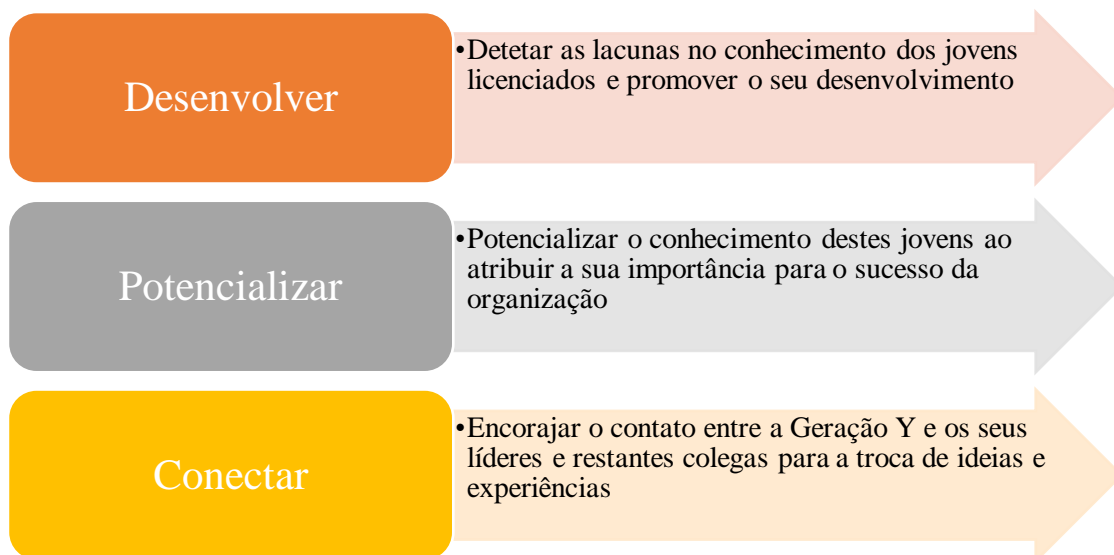 Desenvolver
•Detetar as lacunas no conhecimento dos jovens
licenciados e promover o seu desenvolvimento
Potencializar
•Potencializar o conhecimento destes jovens ao
atribuir a sua importância para o sucesso da
organização
Conectar
•Encorajar o contato entre a Geração Y e os seus
líderes e restantes colegas para a troca de ideias e
experiências